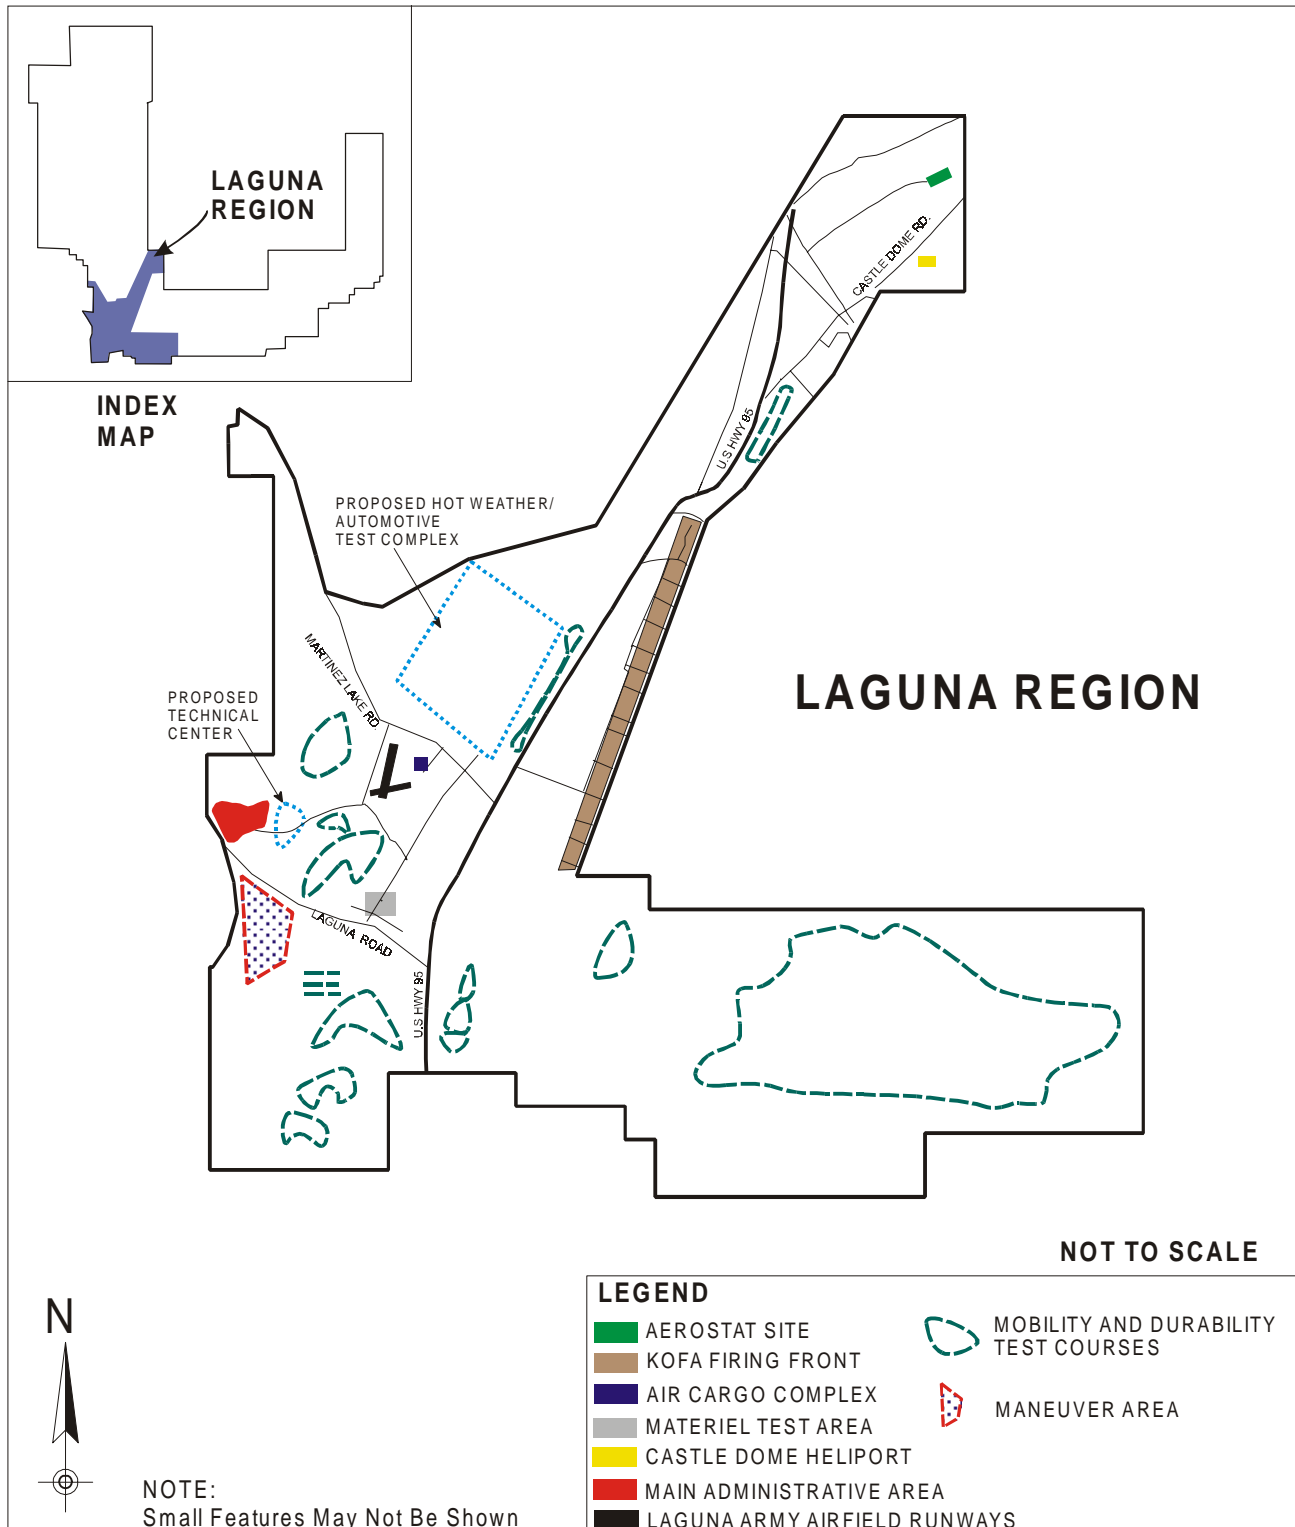 LAGUNA
REGION
INDEX
MAP
CASTLE DOME RD.
U.S HWY 95
PROPOSED HOT WEATHER/
AUTOMOTIVE
TEST COMPLEX
MARTINEZ LAKE RD.
LAGUNA REGION
PROPOSED
TECHNICAL
CENTER
LAGUNA ROAD
U.S HWY 95
NOT TO SCALE
N
NOTE:
Small Features May Not Be Shown
LEGEND
AEROSTAT SITE
KOFA FIRING FRONT
AIR CARGO COMPLEX
MATERIEL TEST AREA
CASTLE DOME HELIPORT
MAIN ADMINISTRATIVE AREA
LAGUNA ARMY AIRFIELD RUNWAYS
MOBILITY AND DURABILITY
TEST COURSES
MANEUVER AREA